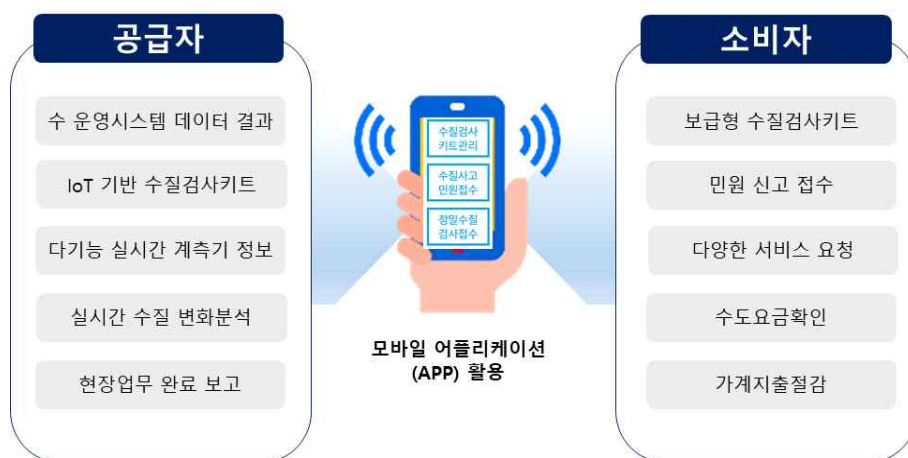 공급자
수 운영시스템 데이터 결과
IoT 기반 수질검사키트
다기능 실시간 계측기 정보
실시간 수질 변화분석
현장업무 완료 보고
수질검사
키트관리
수질사고
민원접수
정밀수질
검사접수
모바일 어플리케이션
(APP) 활용
소비자
보급형 수질검사키트
민원 신고 접수
다양한 서비스 요청
수도요금확인
가계지출절감